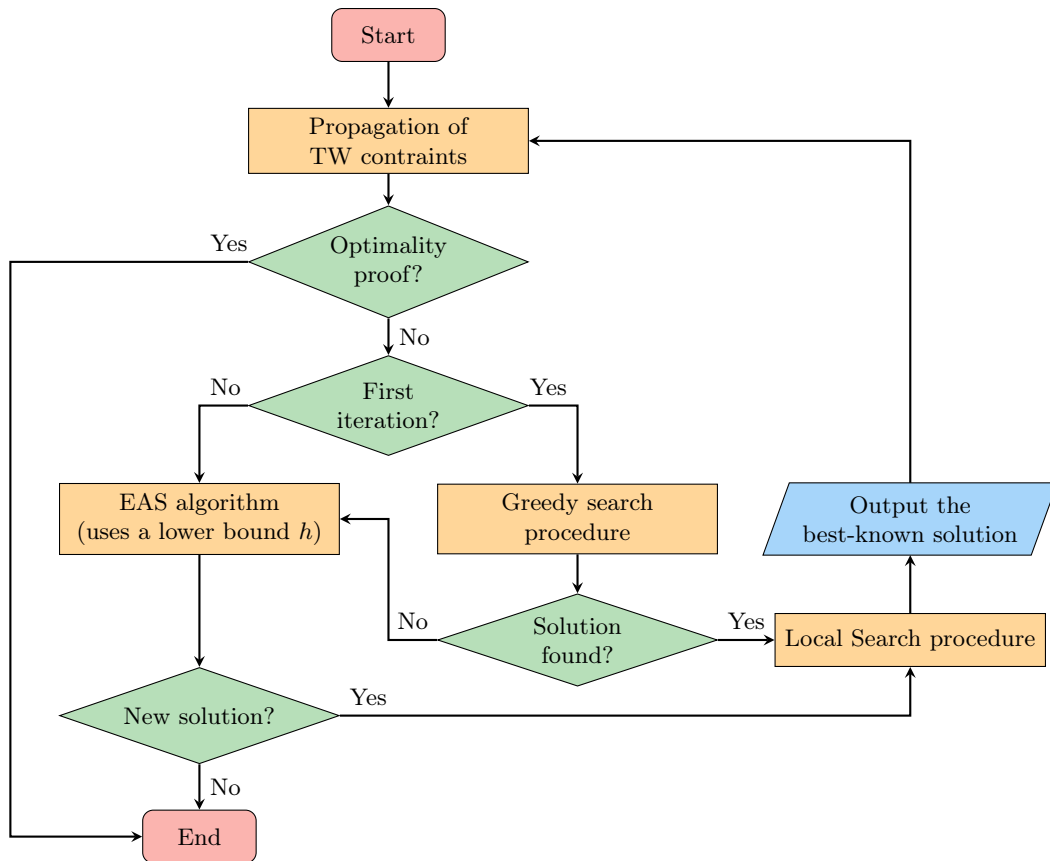 Start
Propagation of
TW contraints
Yes
Optimality
proof?
No
No
First
iteration?
Yes
EAS algorithm
(uses a lower bound h)
Greedy search
procedure
Output the
best-known solution
No
Solution
found?
Yes
Local Search procedure
New solution?
Yes
No
End